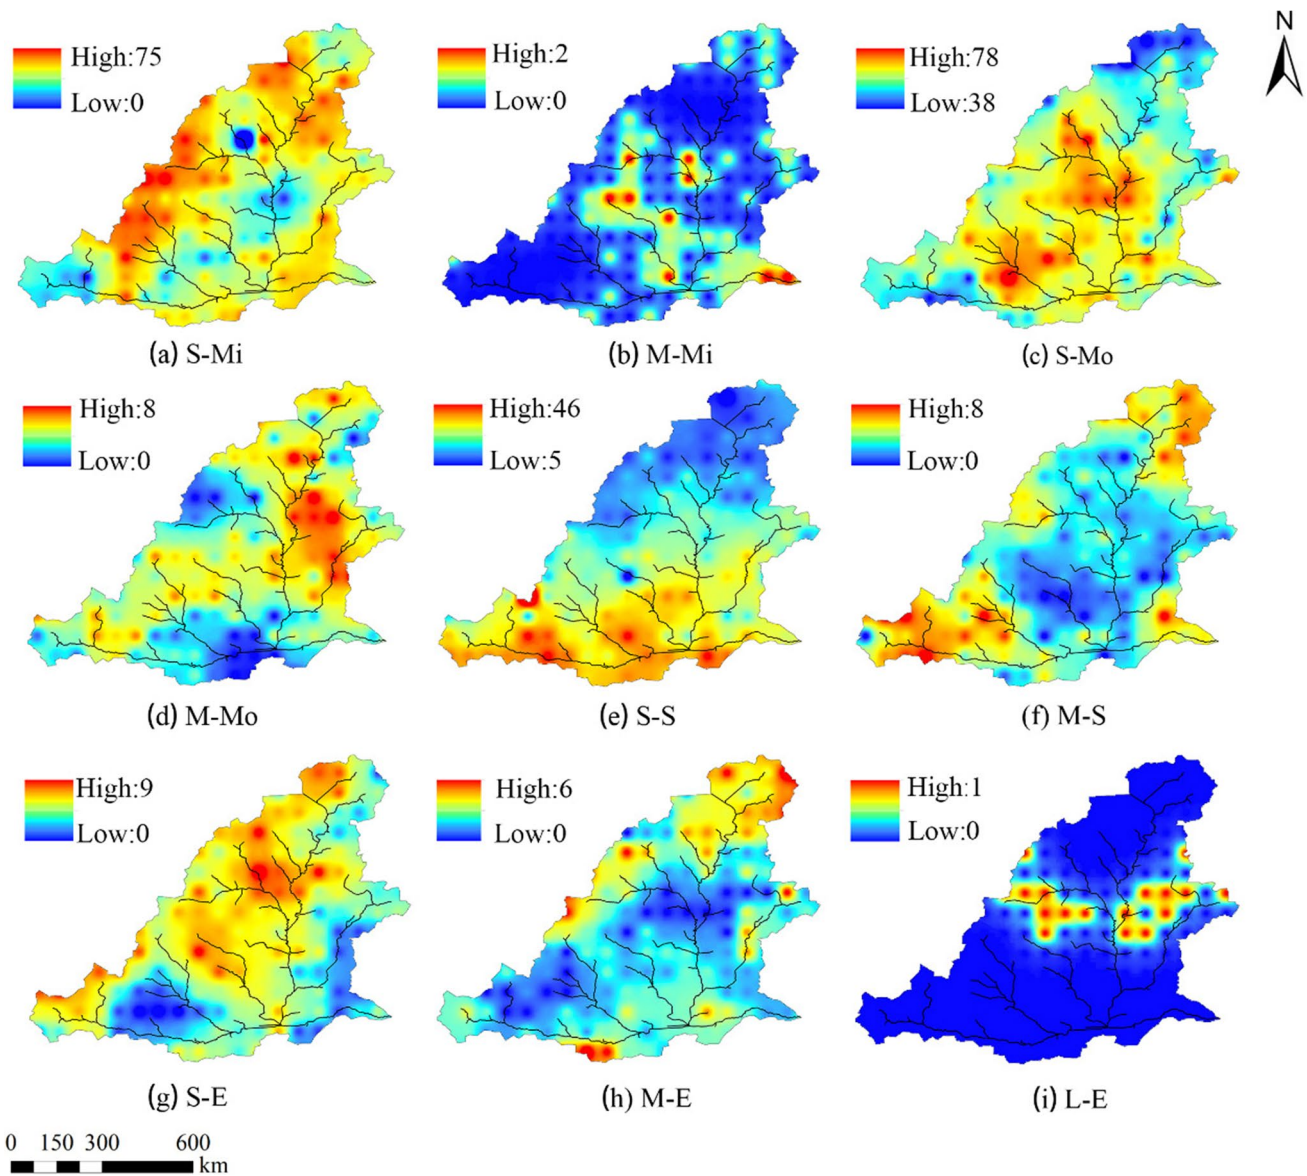 N
High:75
Low:0
High:2
Low:0
High:78
Low:38
(a) S-Mi
(b) M-Mi
(c) S-Mo
High:8
Low:0
High:46
Low:5
High:8
Low:0
(d) M-Mo
(e) S-S
(f) M-S
High:9
Low:0
High:6
Low:0
High:1
Low:0
(g) S-E
(h) M-E
(i) L-E
0 150 300 600
km